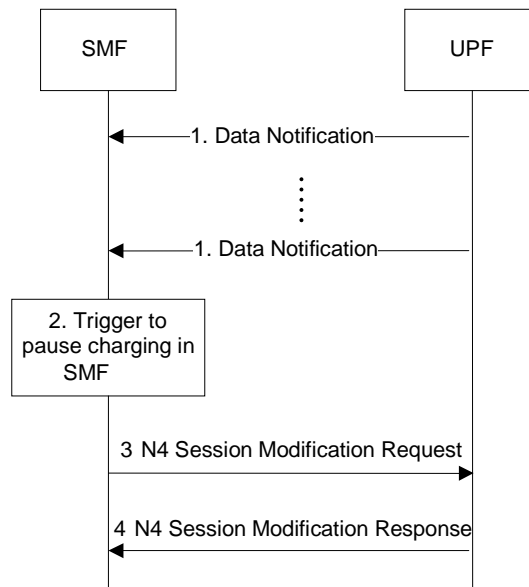 SMF
UPF
1. Data Notification
1. Data Notification
2. Trigger to
pause charging in
SMF
3 N4 Session Modification Request
4 N4 Session Modification Response